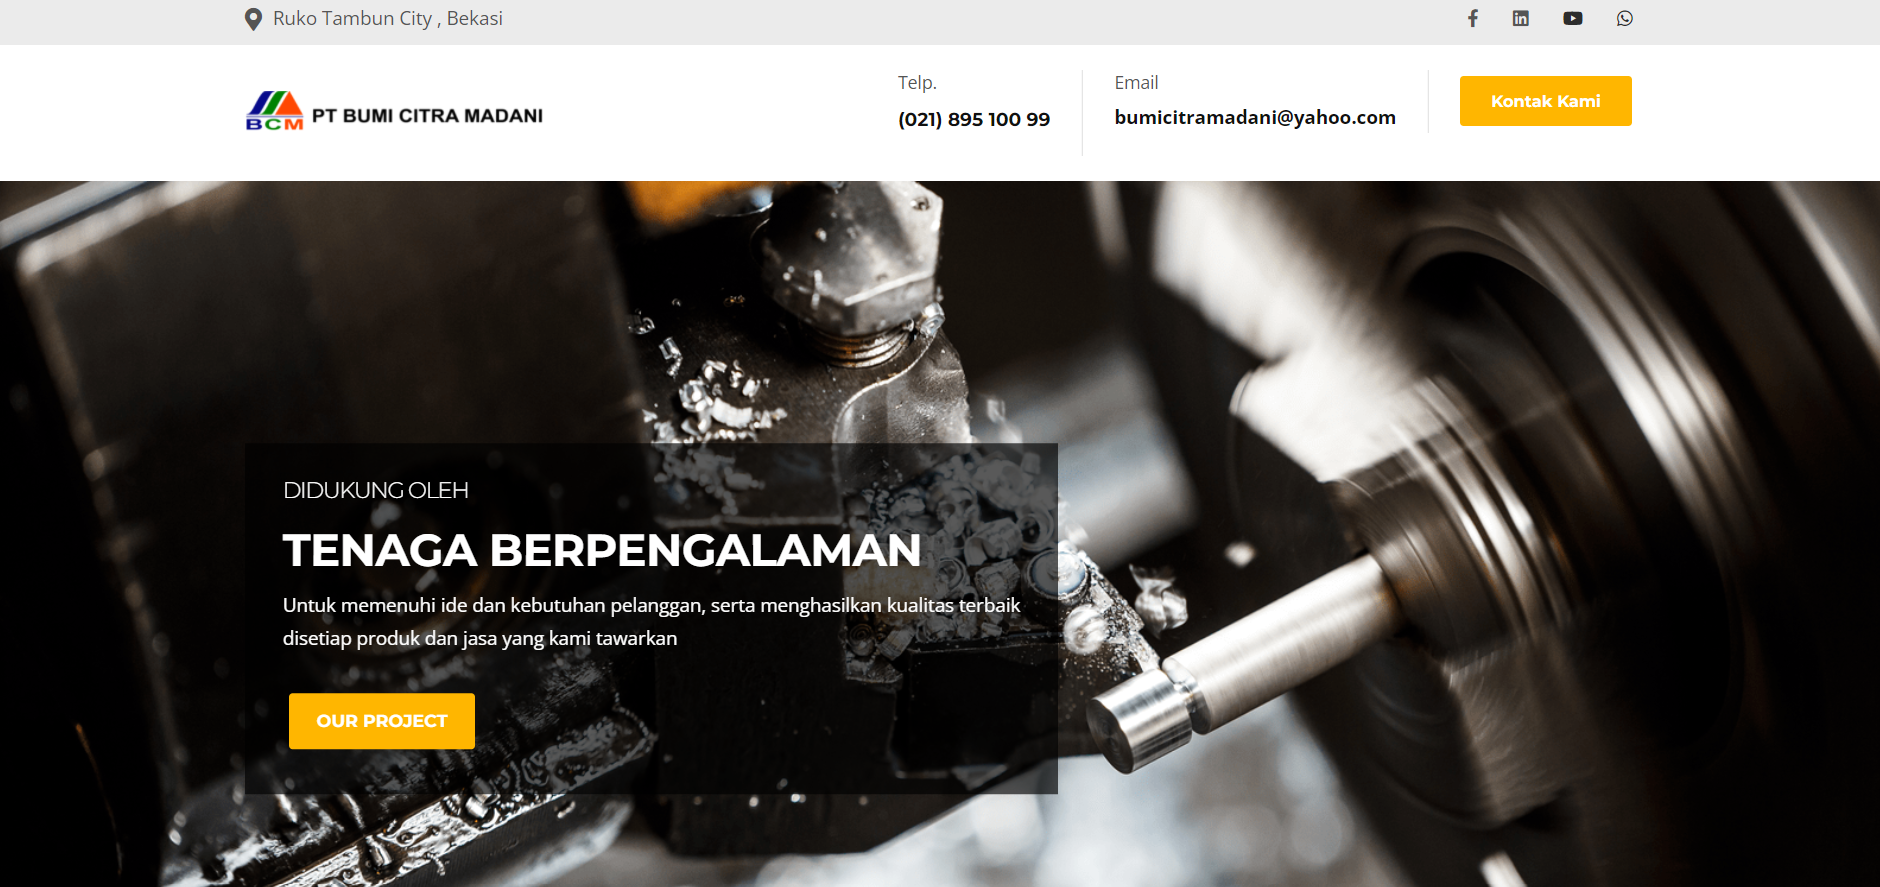 Ruko Tambun City , Bekasi
BCM
PT BUMI CITRA MADANI
Telp.
(021) 895 100 99
Email
bumicitramadani@yahoo.com
Kontak Kami
DIDUKUNG OLEH
TENAGA BERPENGALAMAN
Untuk memenuhi ide dan kebutuhan pelanggan, serta menghasilkan kualitas terbaik
disetiap produk dan jasa yang kami tawarkan
OUR PROJECT